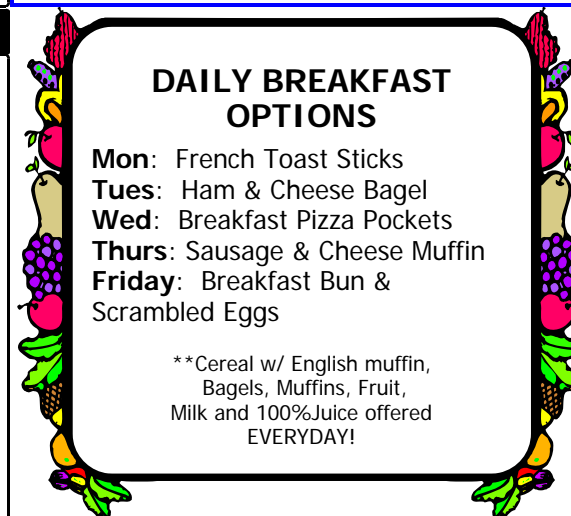 DAILY BREAKFAST
OPTIONS
Mon:  French Toast Sticks
Tues:  Ham & Cheese Bagel
Wed:  Breakfast Pizza Pockets
Thurs: Sausage & Cheese Muffin
Friday:  Breakfast Bun &
Scrambled Eggs
**Cereal w/ English muffin,
Bagels, Muffins, Fruit,
Milk and 100%Juice offered
EVERYDAY!